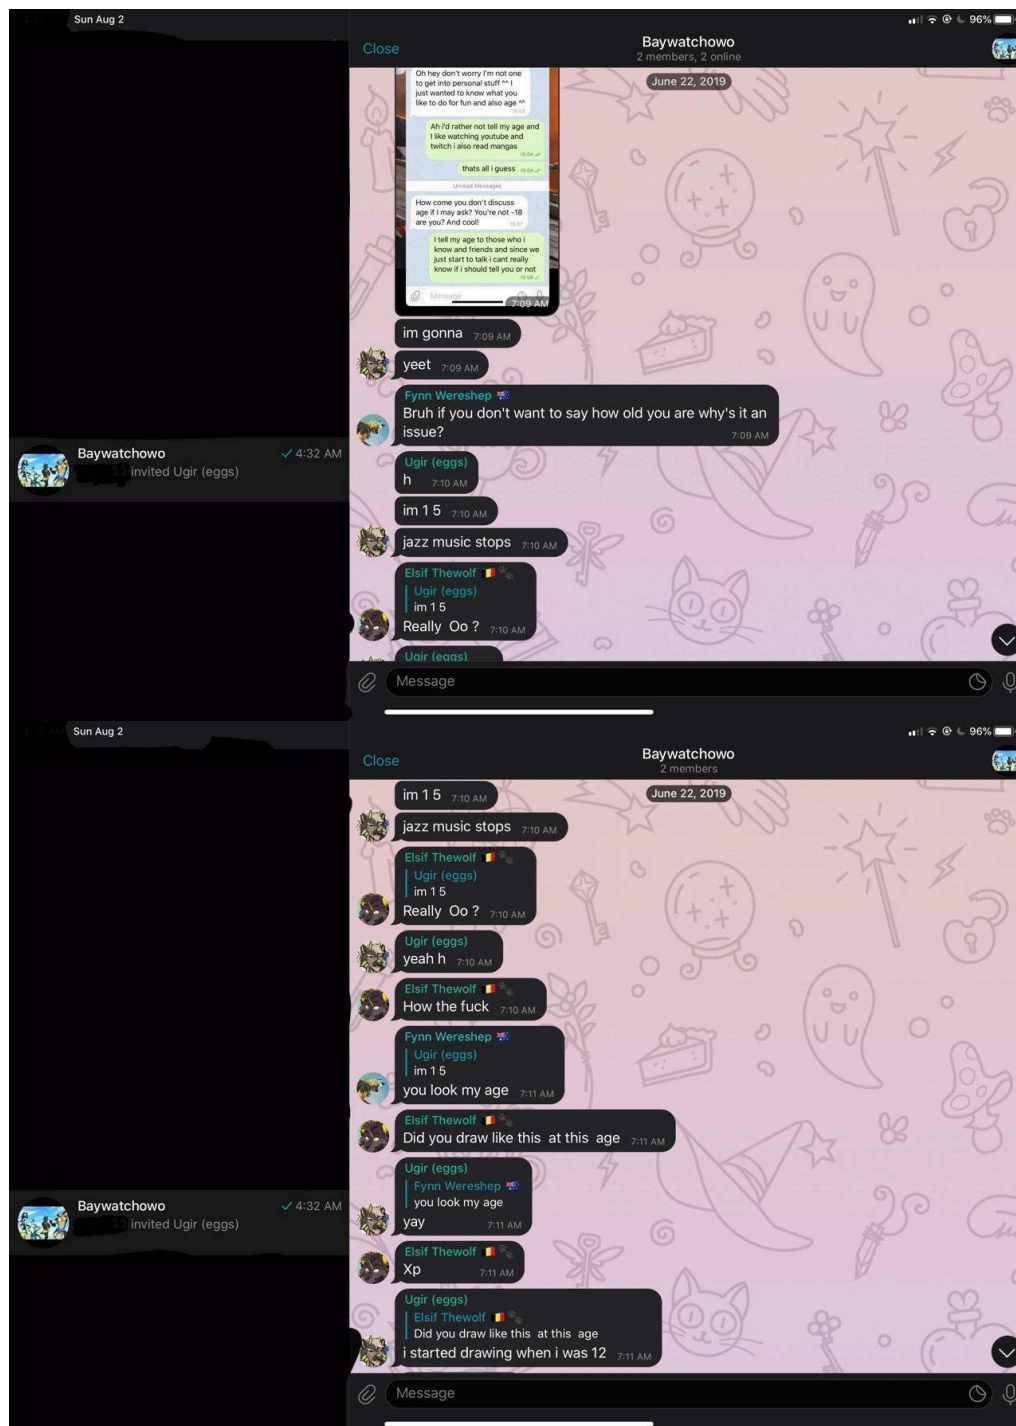 Sun Aug 2
96%
Close
Baywatchowo
2 members, 2 online
June 22, 2019
Oh hey don't worry I'm not one
to get into personal stuff ^^ I
just wanted to know what you
like to do for fun and also age ^^
15:03
Ah i'd rather not tell my age and
I like watching youtube and
twitch i also read mangas
15:04
thats all i guess 15:04
Unread Messages
How come you don't discuss
age if I may ask? You're not -18
are you? And cool!
15:07
I tell my age to those who i
know and friends and since we
just start to talk i cant really
know if i should tell you or not
15:08
Message
7:09 AM
im gonna 7:09 AM
yeet 7:09 AM
Fynn Wereshep 🇦🇺
Bruh if you don't want to say how old you are why's it an
issue? 7:09 AM
Baywatchowo 4:32 AM
invited Ugir (eggs)
Ugir (eggs)
h 7:10 AM
im 1 5 7:10 AM
jazz music stops 7:10 AM
Elsif Thewolf 🇧🇪🐾
Ugir (eggs)
im 1 5
Really Oo ? 7:10 AM
Ugir (eggs)
Message
Sun Aug 2
96%
Close
Baywatchowo
2 members
June 22, 2019
im 1 5 7:10 AM
jazz music stops 7:10 AM
Elsif Thewolf 🇧🇪🐾
Ugir (eggs)
im 1 5
Really Oo ? 7:10 AM
Ugir (eggs)
yeah h 7:10 AM
Elsif Thewolf 🇧🇪🐾
How the fuck 7:10 AM
Fynn Wereshep 🇦🇺
Ugir (eggs)
im 1 5
you look my age 7:11 AM
Elsif Thewolf 🇧🇪🐾
Did you draw like this at this age 7:11 AM
Ugir (eggs)
Fynn Wereshep 🇦🇺
you look my age
yay 7:11 AM
Baywatchowo 4:32 AM
invited Ugir (eggs)
Elsif Thewolf 🇧🇪🐾
Xp 7:11 AM
Ugir (eggs)
Elsif Thewolf 🇧🇪🐾
Did you draw like this at this age
i started drawing when i was 12 7:11 AM
Message